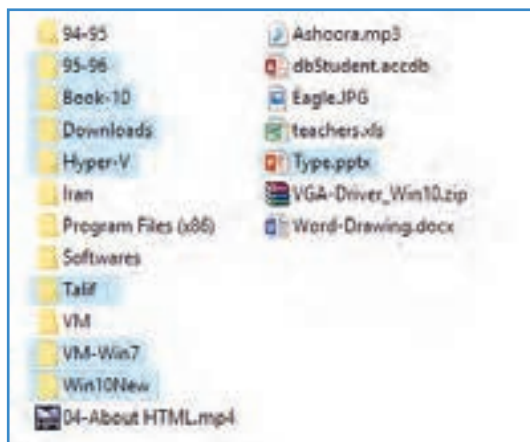 94-95
95-96
Book-10
Downloads
Hyper-V
Iran
Program Files (x86)
Softwares
Talif
VM
VM-Win7
Win10New
04-About HTML.mp4
Ashoora.mp3
dbStudent.accdb
Eagle.JPG
teachers.xls
Type.pptx
VGA-Driver_Win10.zip
Word-Drawing.docx